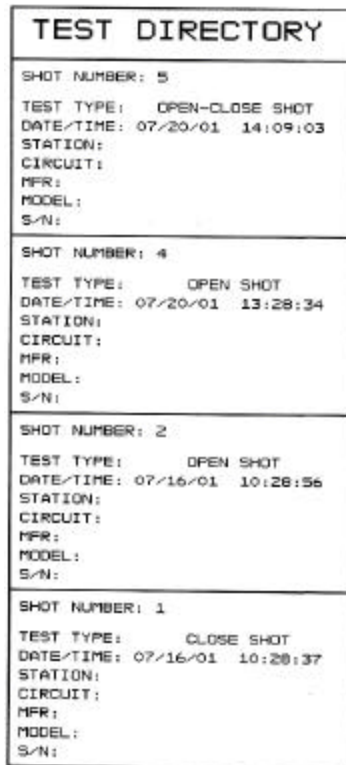 TEST DIRECTORY
SHOT NUMBER: 5
TEST TYPE: OPEN-CLOSE SHOT
DATE/TIME: 07/20/01 14:09:03
STATION:
CIRCUIT:
MFR:
MODEL:
S/N:
SHOT NUMBER: 4
TEST TYPE: OPEN SHOT
DATE/TIME: 07/20/01 13:28:34
STATION:
CIRCUIT:
MFR:
MODEL:
S/N:
SHOT NUMBER: 2
TEST TYPE: OPEN SHOT
DATE/TIME: 07/16/01 10:28:56
STATION:
CIRCUIT:
MFR:
MODEL:
S/N:
SHOT NUMBER: 1
TEST TYPE: CLOSE SHOT
DATE/TIME: 07/16/01 10:28:37
STATION:
CIRCUIT:
MFR:
MODEL:
S/N: